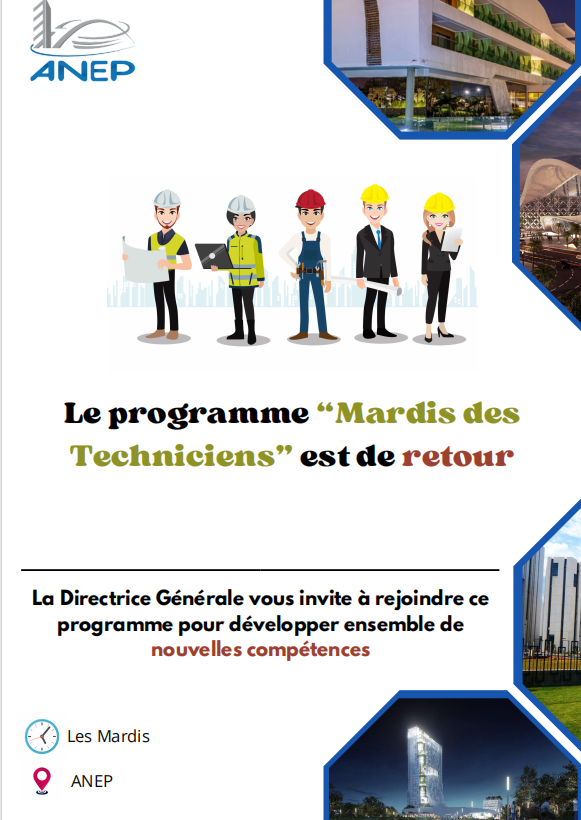 ANEP
Le programme “Mardis des
Techniciens” est de retour
La Directrice Générale vous invite à rejoindre ce
programme pour développer ensemble de
nouvelles compétences
Les Mardis
ANEP